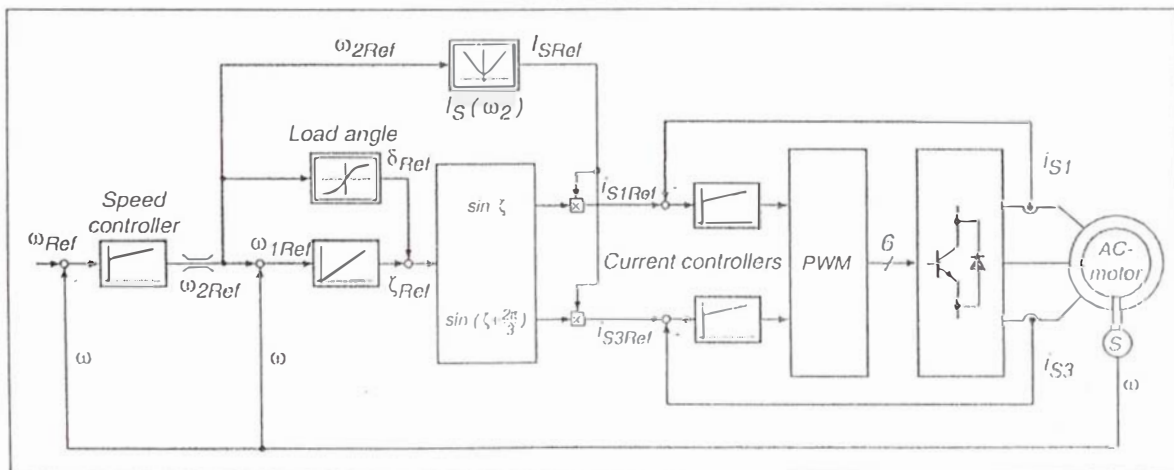 ω2Ref
ISRef
IS (ω2)
Load angle
δRef
Speed
controller
ωRef
ω2Ref
ω1Ref
ζRef
sin ζ
sin (ζ+2π/3)
x
x
iS1Ref
iS3Ref
Current controllers
PWM
6
iS1
iS3
AC-
motor
S
ω
ω
ω